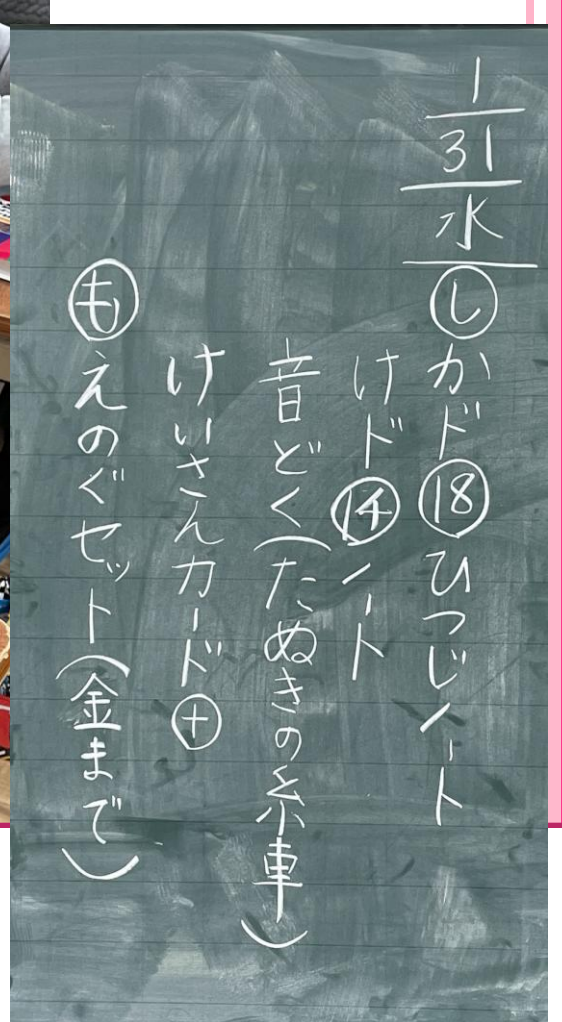 1/31 水
㋛ かド⑱ ひつじノート
けド⑭ ノート
音どく(たぬきの糸車)
けいさんカード⊕
㋲ えのぐセット(金まで)